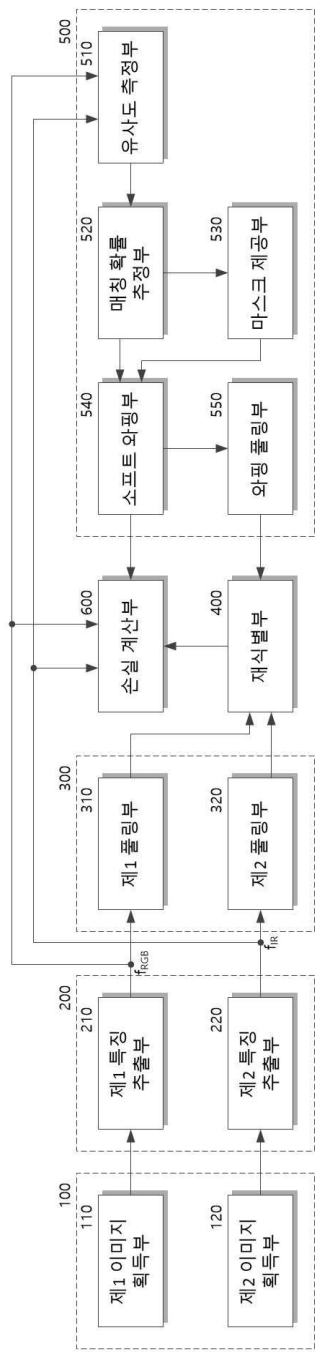 100
110
제1 이미지
획득부
120
제2 이미지
획득부
200
210
제1 특징
추출부
220
제2 특징
추출부
fRGB
fIR
300
310
제1 풀링부
320
제2 풀링부
600
손실 계산부
400
재식별부
500
540
소프트 와핑부
550
와핑 풀링부
520
매칭 확률
추정부
530
마스크 제공부
510
유사도 측정부